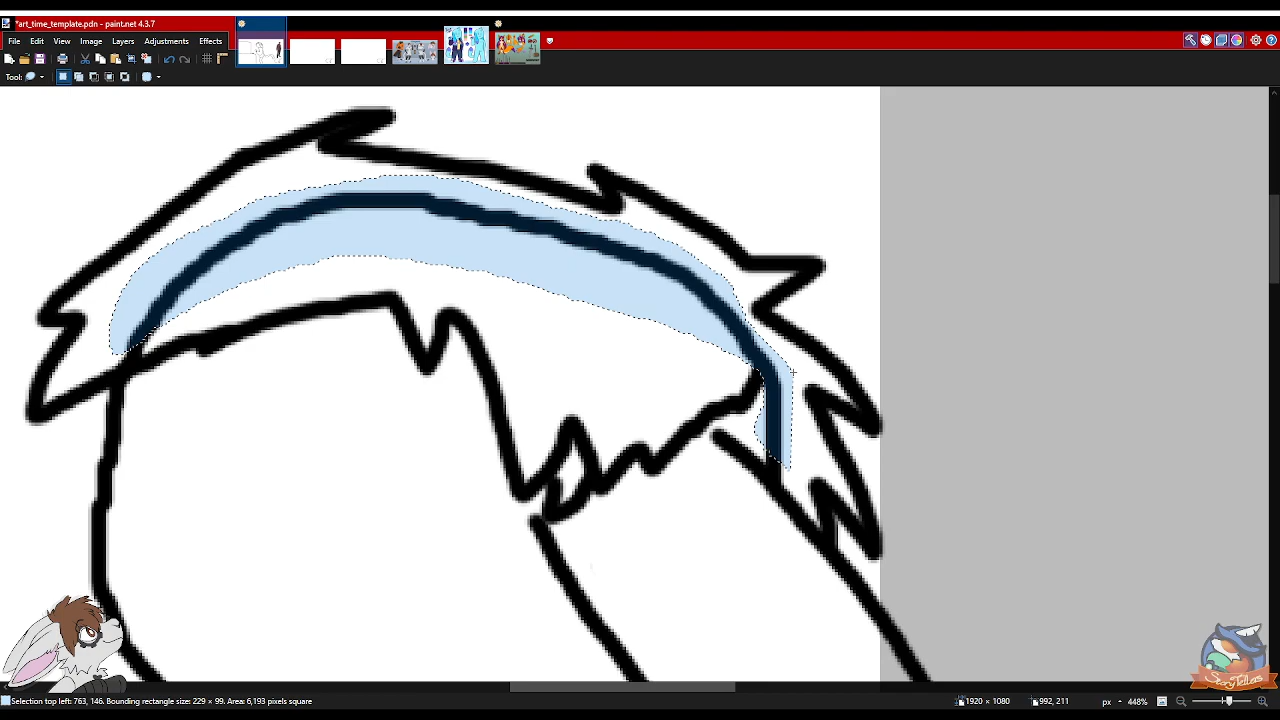 *art_time_template.pdn - paint.net 4.3.7
File Edit View Image Layers Adjustments Effects
Tool:
Selection top left: 763, 146. Bounding rectangle size: 229 × 99. Area: 6,193 pixels square
1920 × 1080
992, 211
px
448%
StoryTellers